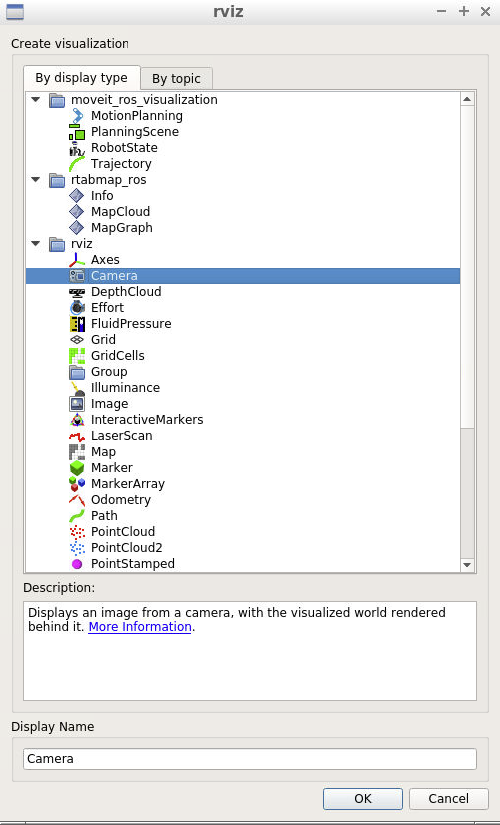 rviz
Create visualization
By display type
By topic
moveit_ros_visualization
MotionPlanning
PlanningScene
RobotState
Trajectory
rtabmap_ros
Info
MapCloud
MapGraph
rviz
Axes
Camera
DepthCloud
Effort
FluidPressure
Grid
GridCells
Group
Illuminance
Image
InteractiveMarkers
LaserScan
Map
Marker
MarkerArray
Odometry
Path
PointCloud
PointCloud2
PointStamped
Description:
Displays an image from a camera, with the visualized world rendered
behind it. More Information.
Display Name
Camera
OK
Cancel